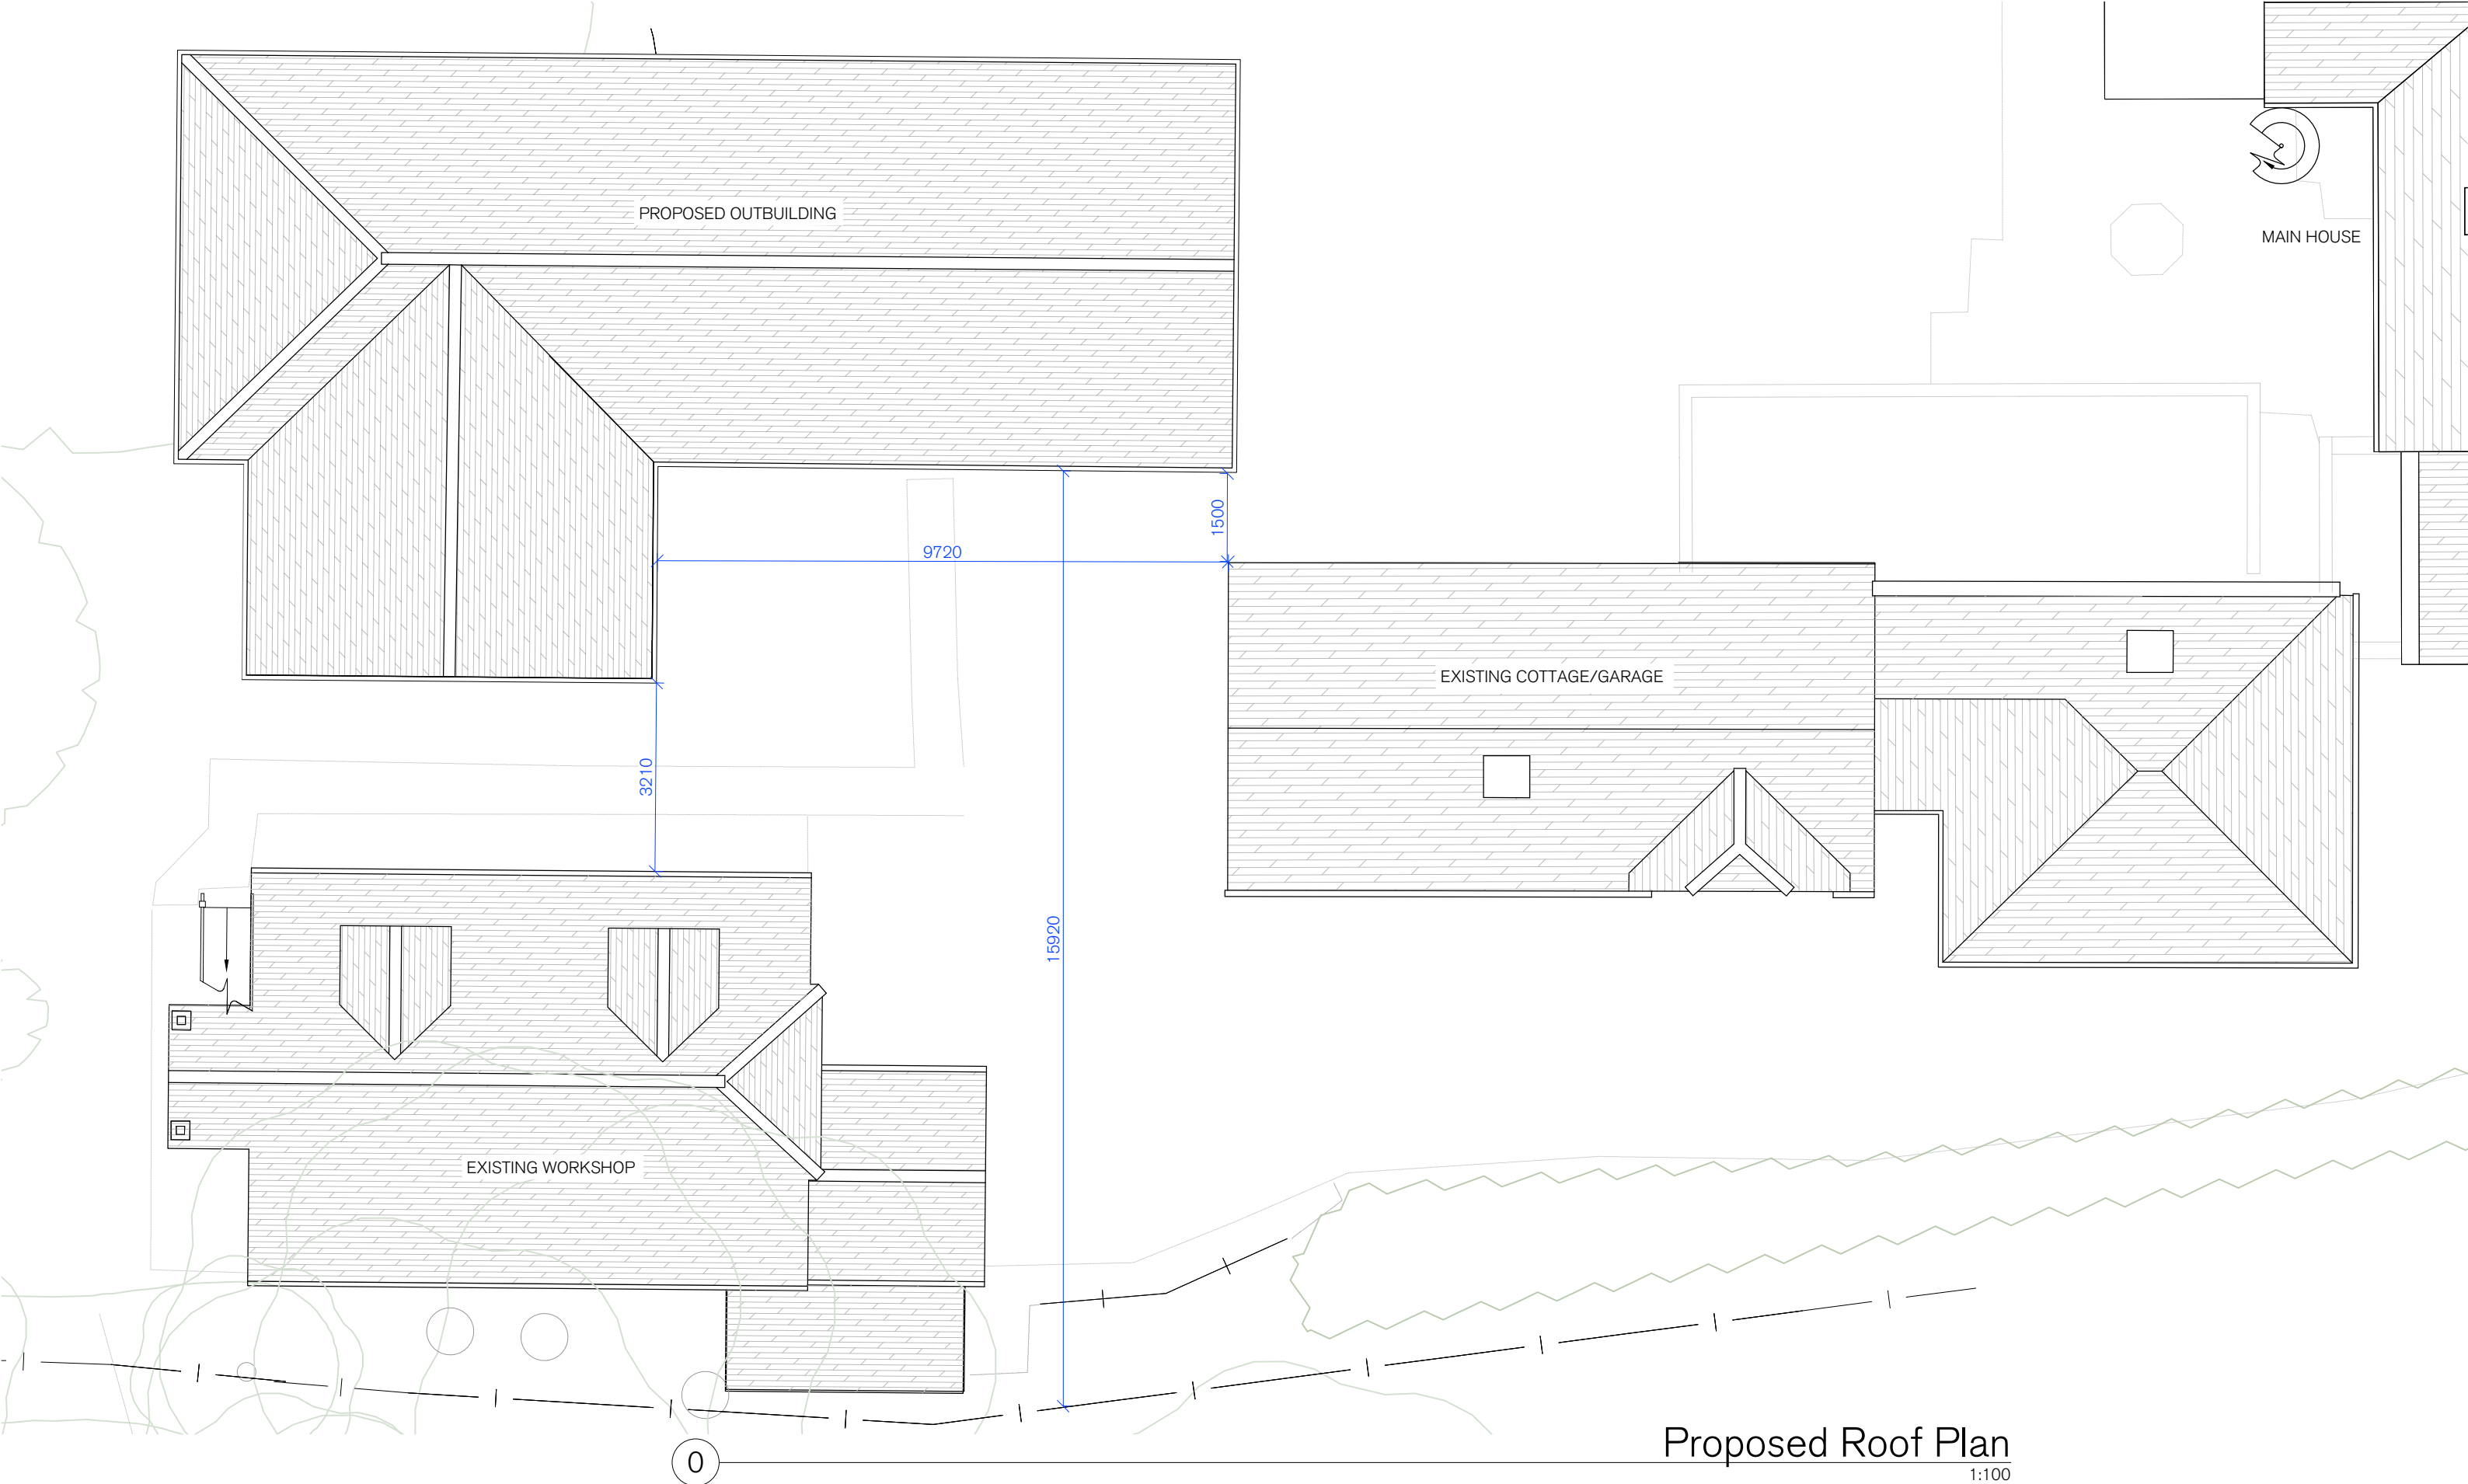 PROPOSED OUTBUILDING
MAIN HOUSE
1500
9720
EXISTING COTTAGE/GARAGE
3210
15920
EXISTING WORKSHOP
0
Proposed Roof Plan
1:100